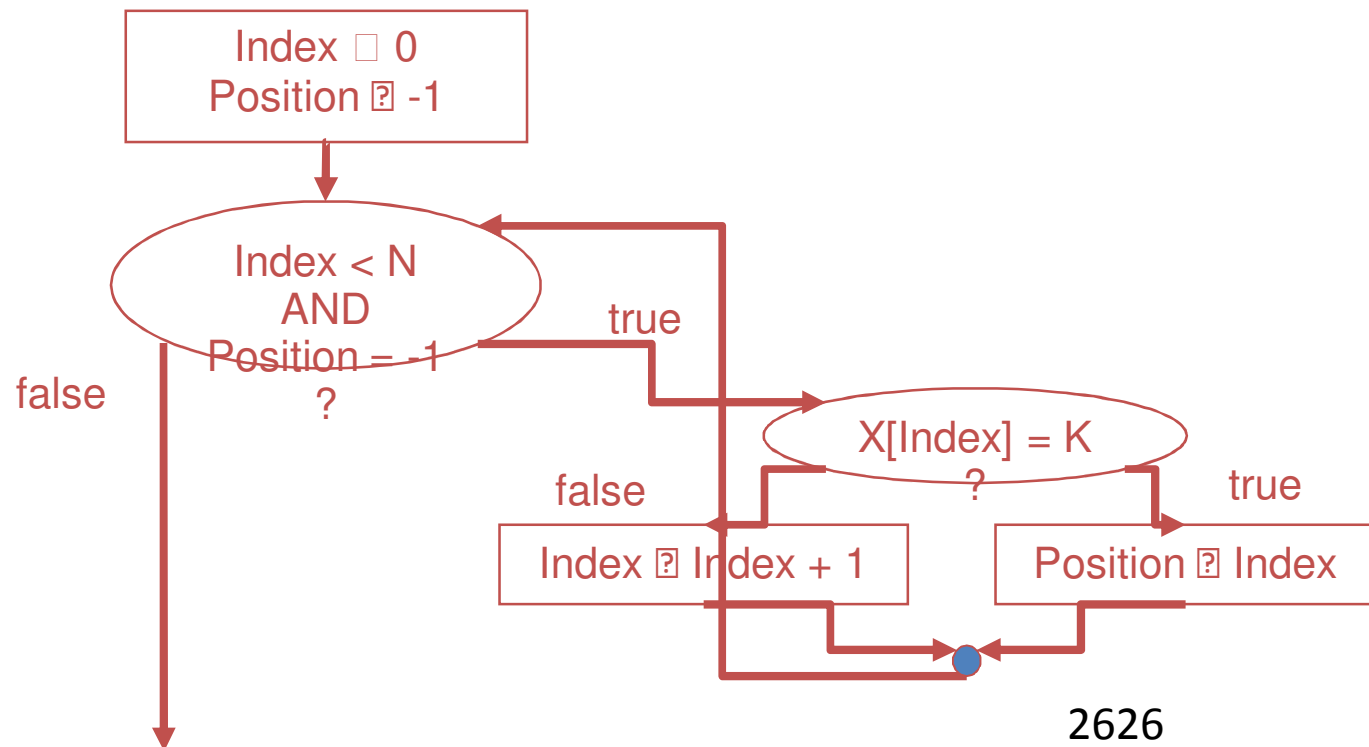 Index □ 0
Position ⍰ -1
Index < N
AND
Position = -1
?
true
false
X[Index] = K
?
false
true
Index ⍰ Index + 1
Position ⍰ Index
2626